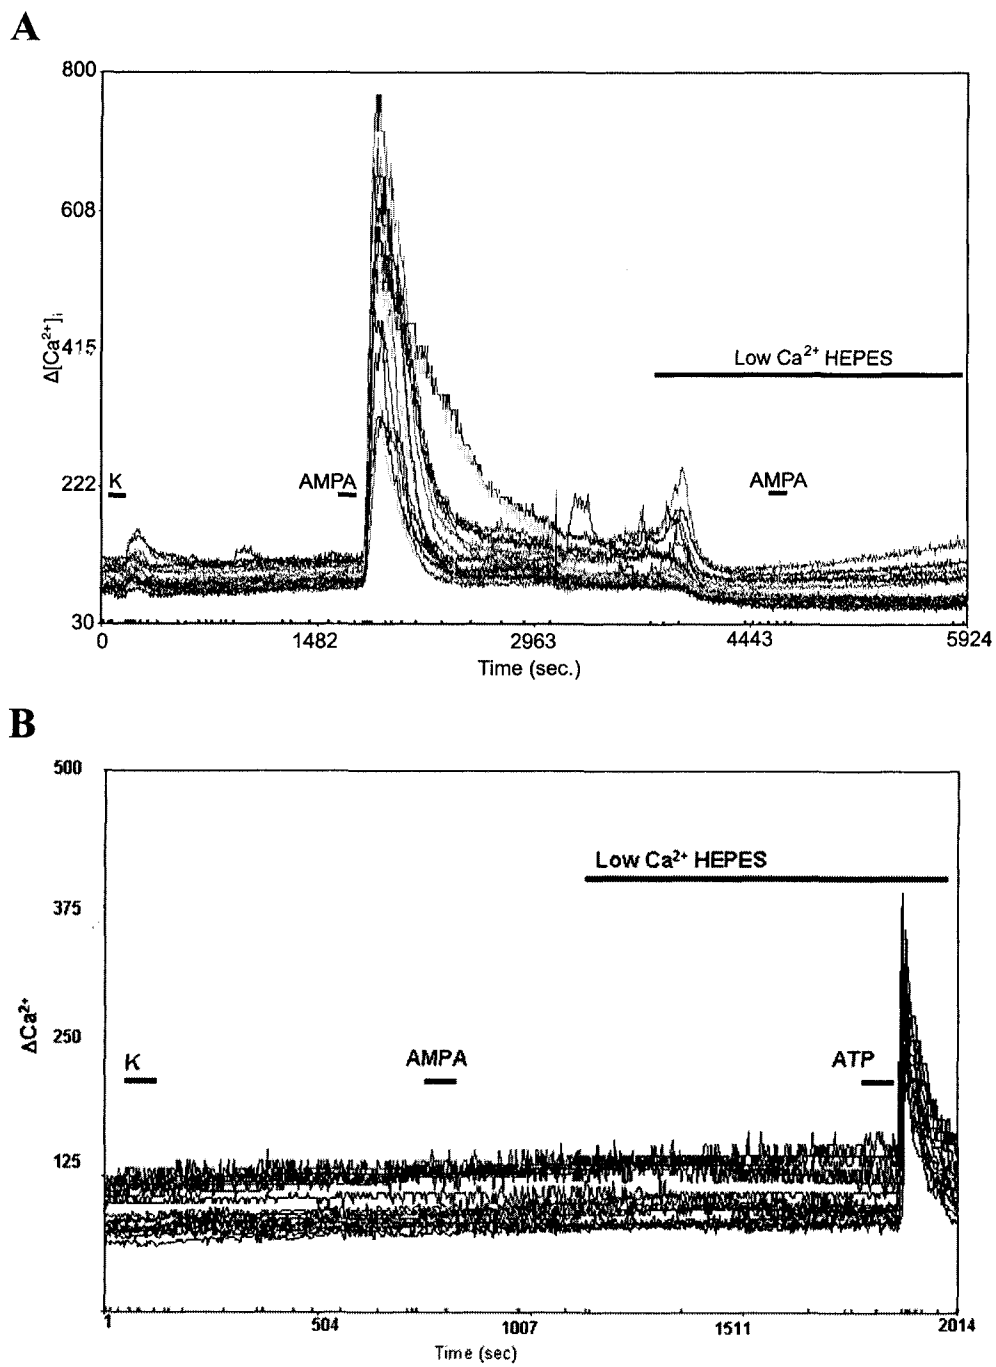 A
800
608
Δ[Ca²⁺]ᵢ
415
Low Ca²⁺ HEPES
222
K
AMPA
AMPA
30
0
1482
2963
4443
5924
Time (sec.)
B
500
Low Ca²⁺ HEPES
375
ΔCa²⁺
250
K
AMPA
ATP
125
1
504
1007
1511
2014
Time (sec)